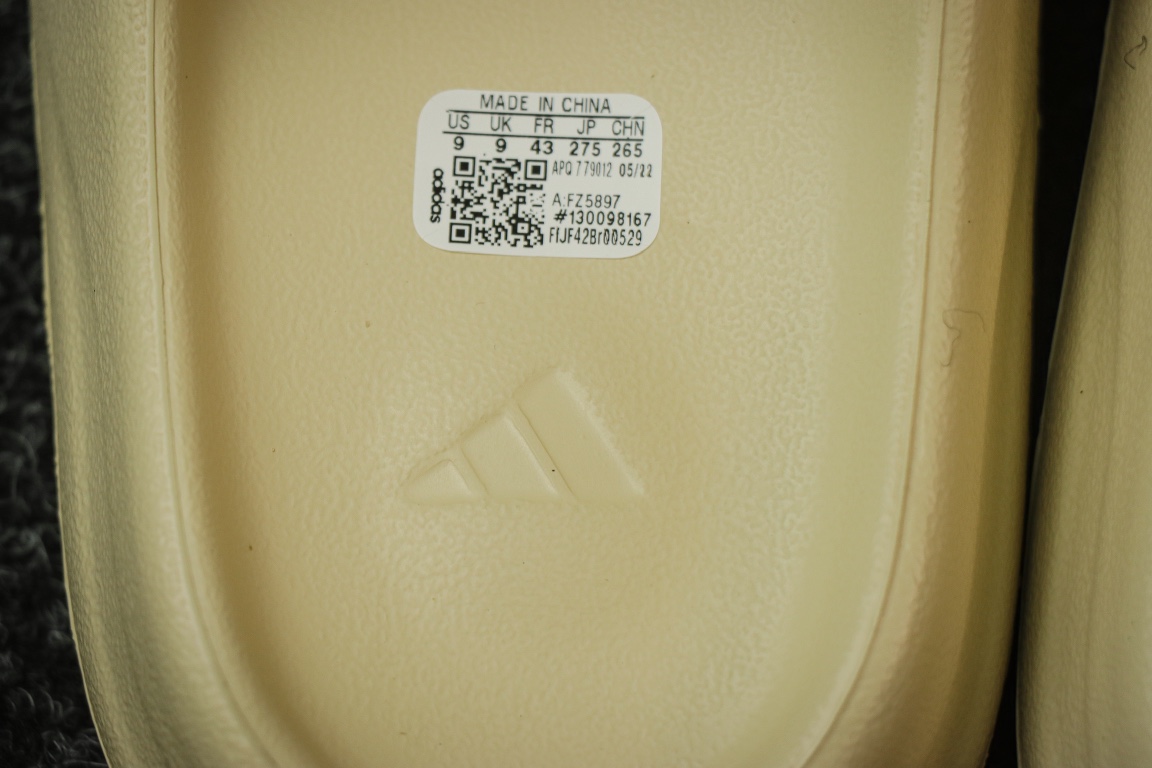 MADE IN CHINA
US UK FR JP CHN
9 9 43 275 265
APQ 779012 05/22
A:FZ5897
#130098167
FfJF42Br00529
adidas